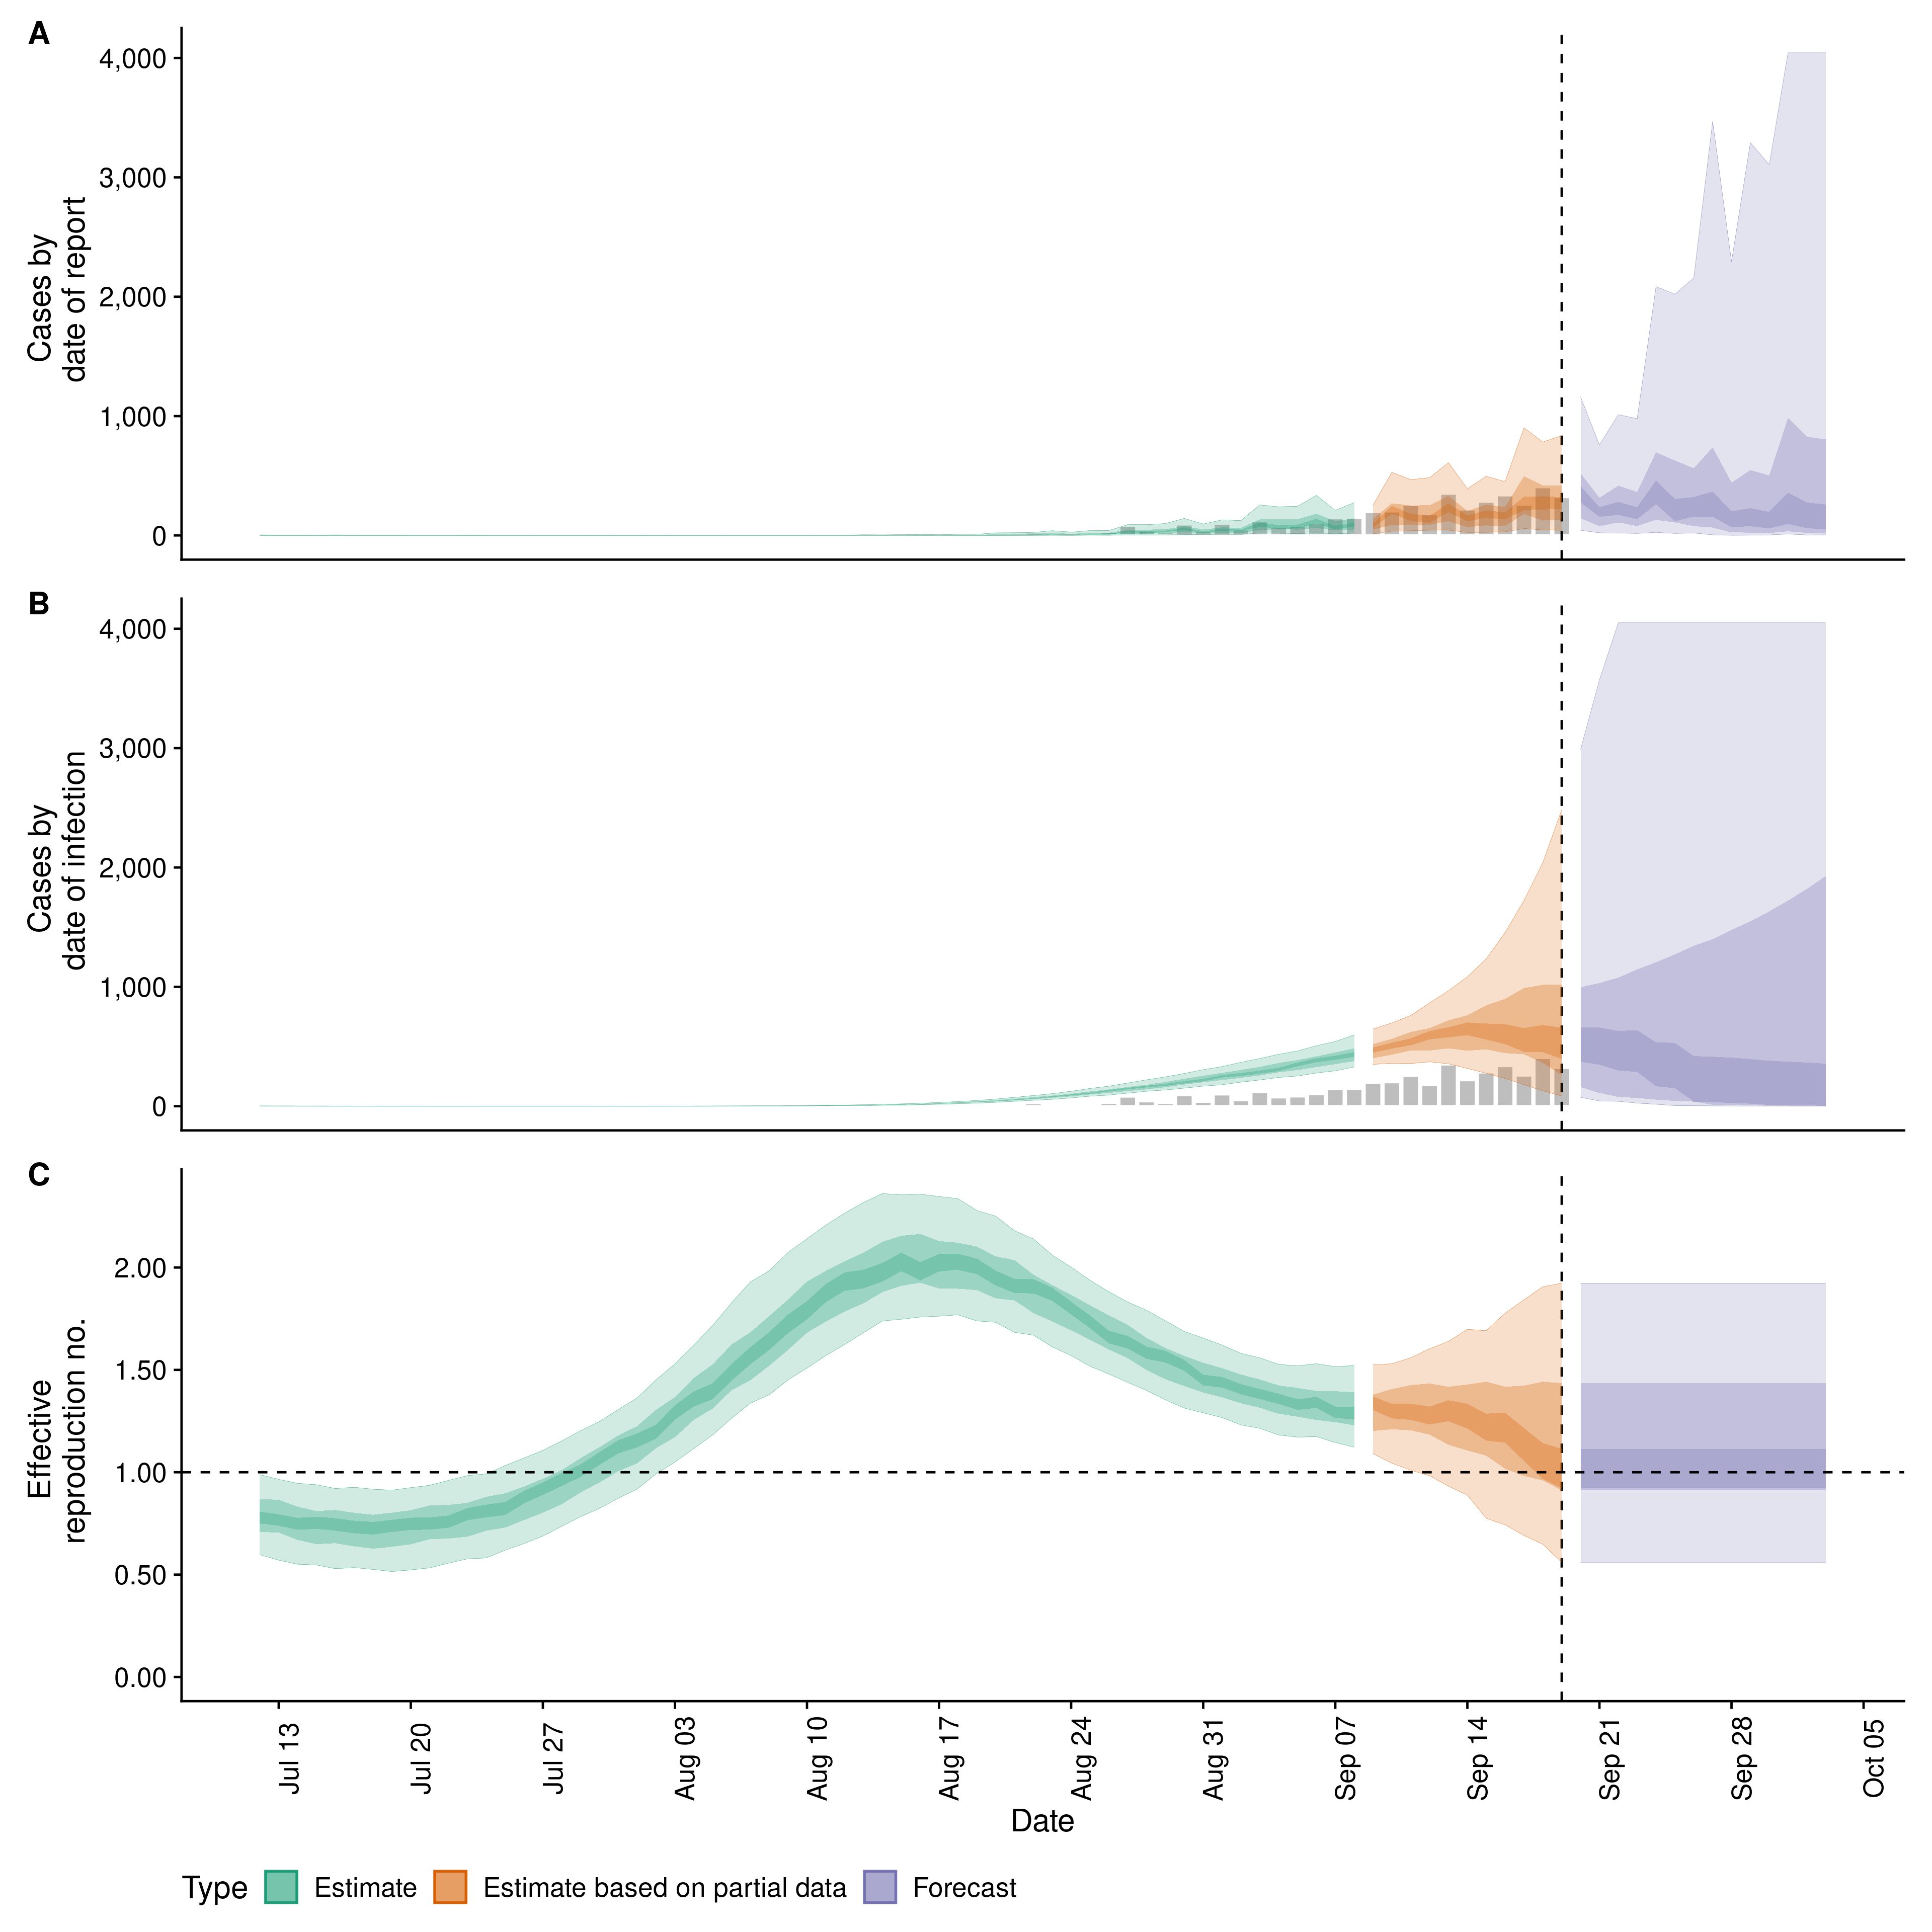 A
Cases by
date of report
4,000
3,000
2,000
1,000
0
B
Cases by
date of infection
4,000
3,000
2,000
1,000
0
C
Effective
reproduction no.
2.00
1.50
1.00
0.50
0.00
Jul 13
Jul 20
Jul 27
Aug 03
Aug 10
Aug 17
Aug 24
Aug 31
Sep 07
Sep 14
Sep 21
Sep 28
Oct 05
Date
Type Estimate Estimate based on partial data Forecast